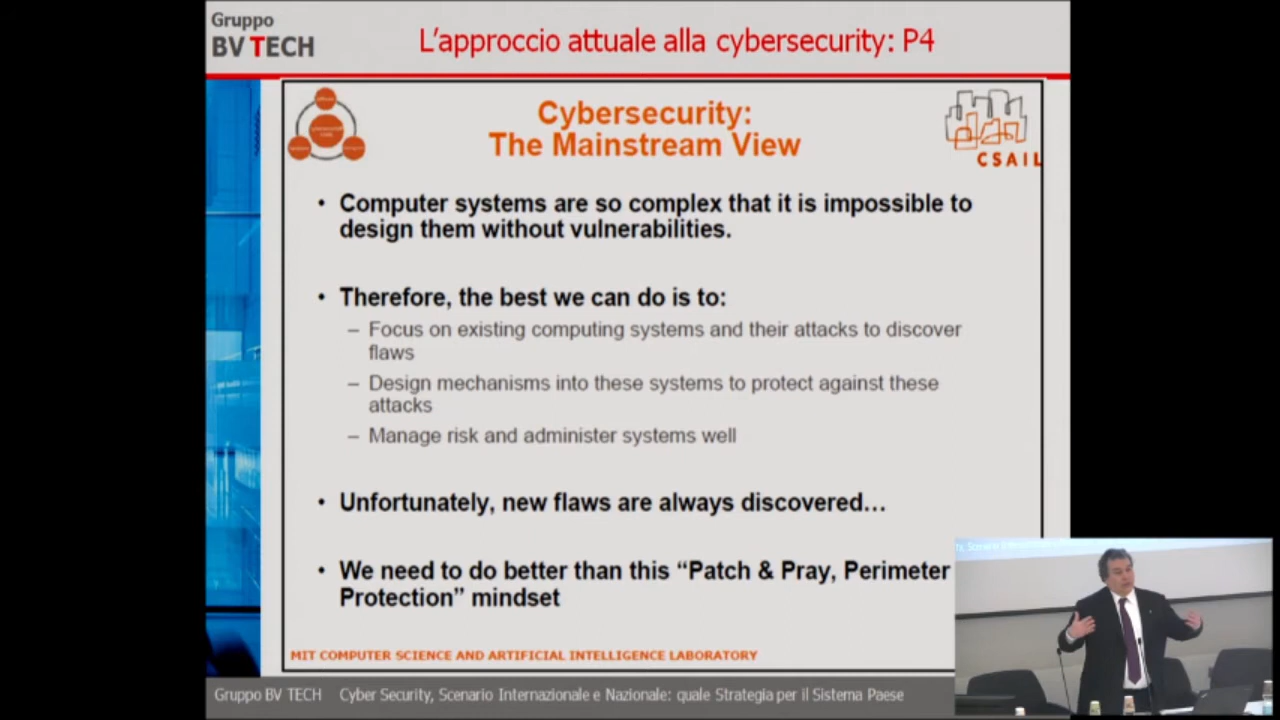 Gruppo
BV TECH
L'approccio attuale alla cybersecurity: P4
Cybersecurity:
The Mainstream View
CSAIL
• Computer systems are so complex that it is impossible to
design them without vulnerabilities.
• Therefore, the best we can do is to:
– Focus on existing computing systems and their attacks to discover
flaws
– Design mechanisms into these systems to protect against these
attacks
– Manage risk and administer systems well
• Unfortunately, new flaws are always discovered…
• We need to do better than this “Patch & Pray, Perimeter
Protection” mindset
MIT COMPUTER SCIENCE AND ARTIFICIAL INTELLIGENCE LABORATORY
Gruppo BV TECH Cyber Security, Scenario Internazionale e Nazionale: quale Strategia per il Sistema Paese